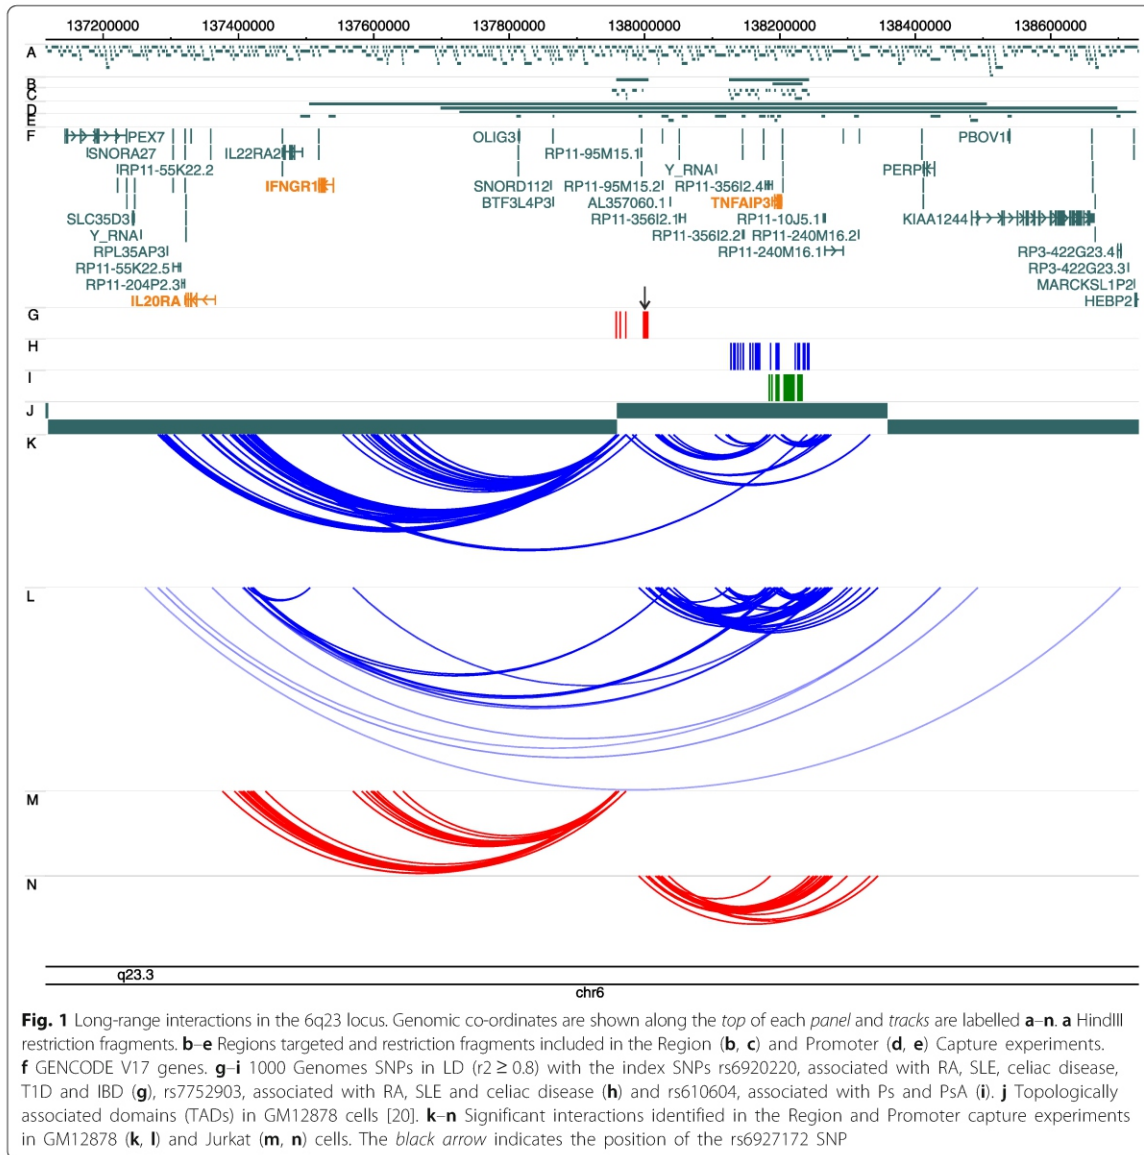 137200000 137400000 137600000 137800000 138000000 138200000 138400000 138600000
A
B
C
D
E
F
PEX7 OLIG3 PBOV1
SNORA27 IL22RA2 RP11-95M15.1
RP11-55K22.2 Y_RNA PERP
IFNGR1 SNORD112 RP11-95M15.2 RP11-356I2.4
BTF3L4P3 AL357060.1 TNFAIP3
SLC35D3 RP11-356I2.1 RP11-10J5.1 KIAA1244
Y_RNA RP11-356I2.2 RP11-240M16.2
RPL35AP3 RP11-240M16.1 RP3-422G23.4
RP11-55K22.5 RP3-422G23.3
RP11-204P2.3 MARCKSL1P2
IL20RA HEBP2
G
H
I
J
K
L
M
N
q23.3
chr6
Fig. 1 Long-range interactions in the 6q23 locus. Genomic co-ordinates are shown along the top of each panel and tracks are labelled a–n. a HindIII
restriction fragments. b–e Regions targeted and restriction fragments included in the Region (b, c) and Promoter (d, e) Capture experiments.
f GENCODE V17 genes. g–i 1000 Genomes SNPs in LD (r2 ≥ 0.8) with the index SNPs rs6920220, associated with RA, SLE, celiac disease,
T1D and IBD (g), rs7752903, associated with RA, SLE and celiac disease (h) and rs610604, associated with Ps and PsA (i). j Topologically
associated domains (TADs) in GM12878 cells [20]. k–n Significant interactions identified in the Region and Promoter capture experiments
in GM12878 (k, l) and Jurkat (m, n) cells. The black arrow indicates the position of the rs6927172 SNP